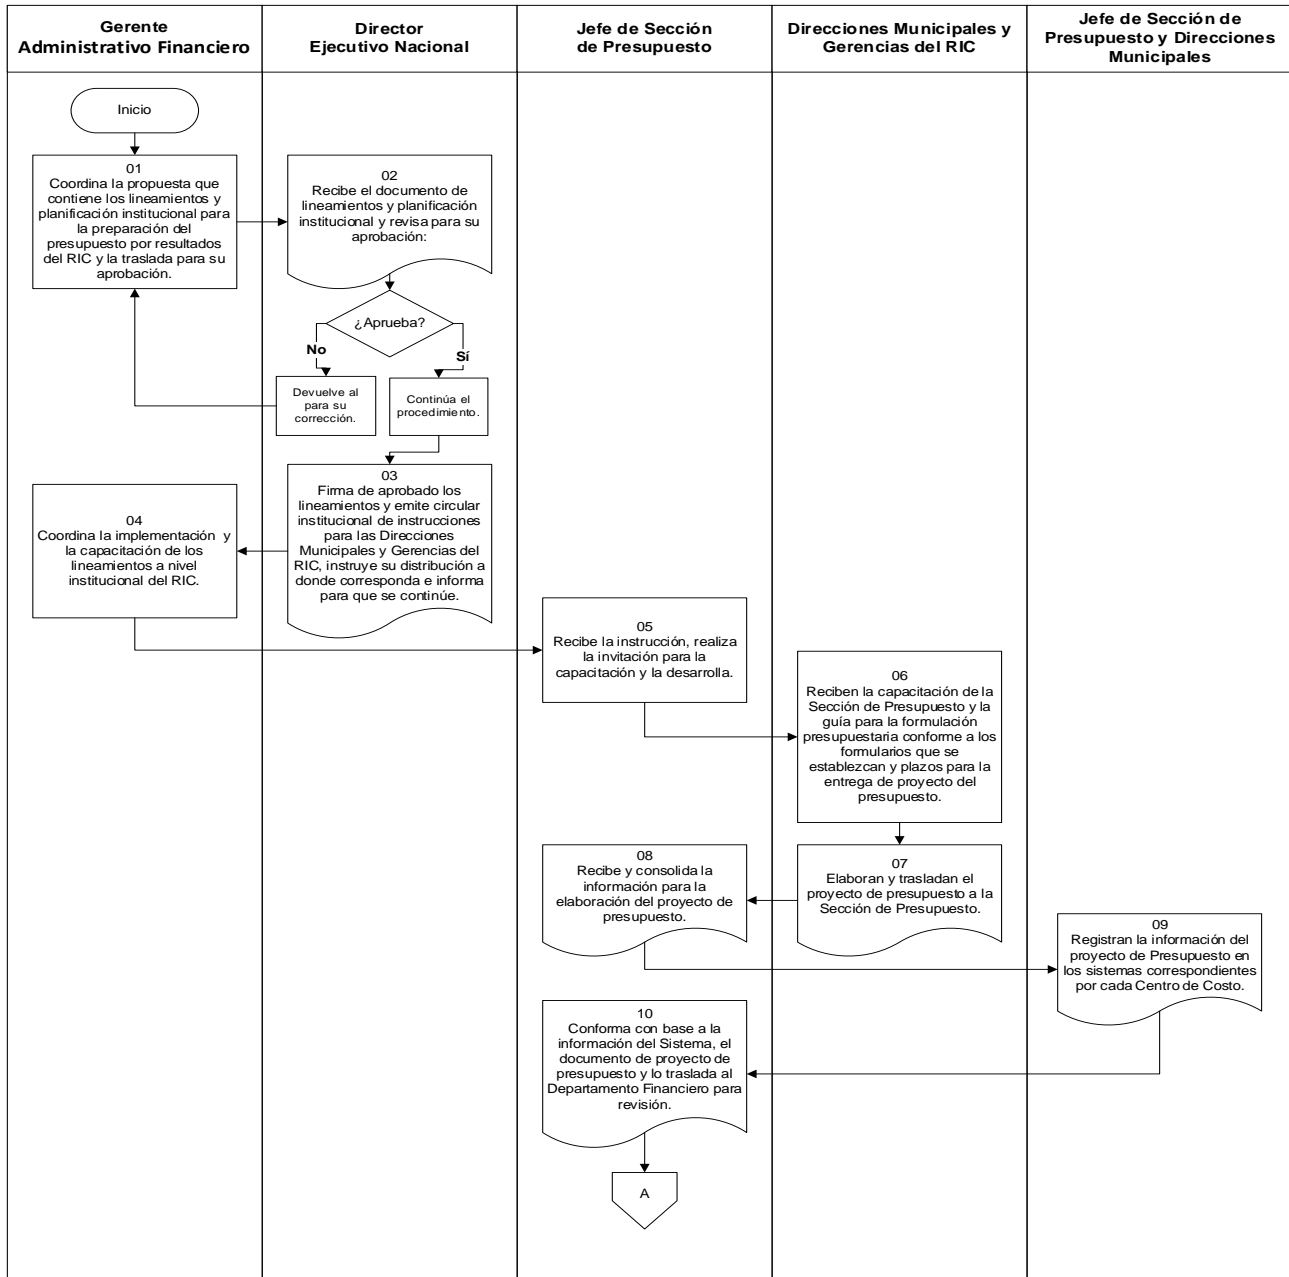 Gerente
Administrativo Financiero
Director
Ejecutivo Nacional
Jefe de Sección
de Presupuesto
Direcciones Municipales y
Gerencias del RIC
Jefe de Sección de
Presupuesto y Direcciones
Municipales
Inicio
01
Coordina la propuesta que
contiene los lineamientos y
planificación institucional para
la preparación del
presupuesto por resultados
del RIC y la traslada para su
aprobación.
02
Recibe el documento de
lineamientos y planificación
institucional y revisa para su
aprobación:
¿Aprueba?
No
Sí
Devuelve al
para su
corrección.
Continúa el
procedimiento.
03
Firma de aprobado los
lineamientos y emite circular
institucional de instrucciones
para las Direcciones
Municipales y Gerencias del
RIC, instruye su distribución a
donde corresponda e informa
para que se continúe.
04
Coordina la implementación y
la capacitación de los
lineamientos a nivel
institucional del RIC.
05
Recibe la instrucción, realiza
la invitación para la
capacitación y la desarrolla.
06
Reciben la capacitación de la
Sección de Presupuesto y la
guía para la formulación
presupuestaria conforme a los
formularios que se
establezcan y plazos para la
entrega de proyecto del
presupuesto.
07
Elaboran y trasladan el
proyecto de presupuesto a la
Sección de Presupuesto.
08
Recibe y consolida la
información para la
elaboración del proyecto de
presupuesto.
09
Registran la información del
proyecto de Presupuesto en
los sistemas correspondientes
por cada Centro de Costo.
10
Conforma con base a la
información del Sistema, el
documento de proyecto de
presupuesto y lo traslada al
Departamento Financiero para
revisión.
A